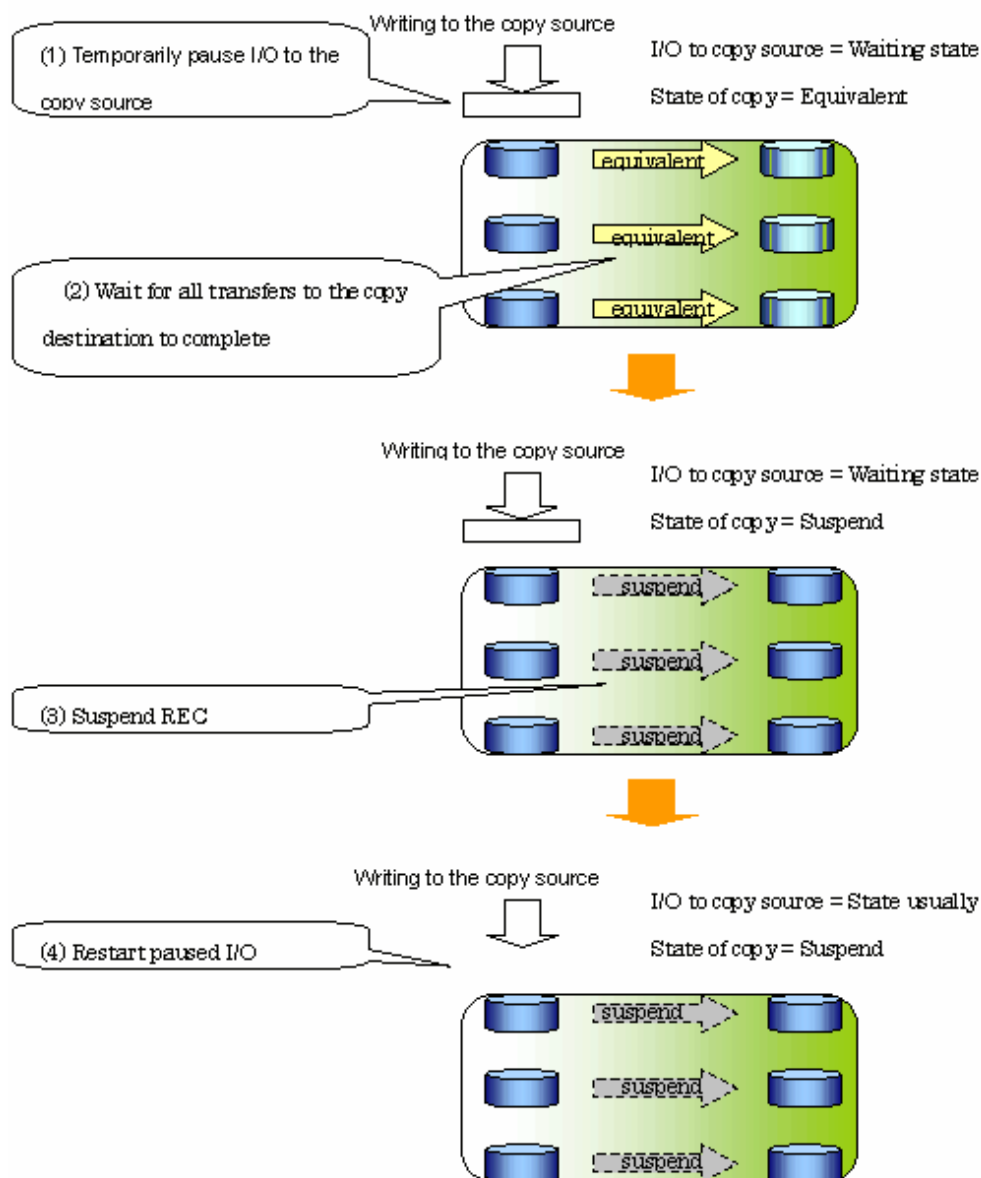 Writing to the copy source
(1) Temporarily pause I/O to the
copy source
I/O to copy source = Waiting state
State of copy = Equivalent
equivalent
equivalent
(2) Wait for all transfers to the copy
destination to complete
equivalent
Writing to the copy source
I/O to copy source = Waiting state
State of copy = Suspend
suspend
suspend
(3) Suspend REC
suspend
Writing to the copy source
I/O to copy source = State usually
(4) Restart paused I/O
State of copy = Suspend
suspend
suspend
suspend